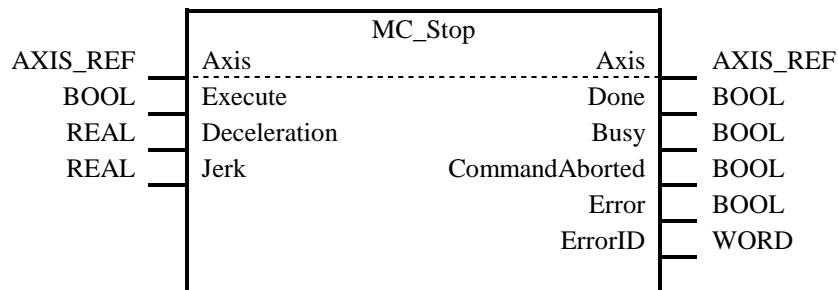 MC_Stop
AXIS_REF Axis Axis AXIS_REF
BOOL Execute Done BOOL
REAL Deceleration Busy BOOL
REAL Jerk CommandAborted BOOL
Error BOOL
ErrorID WORD